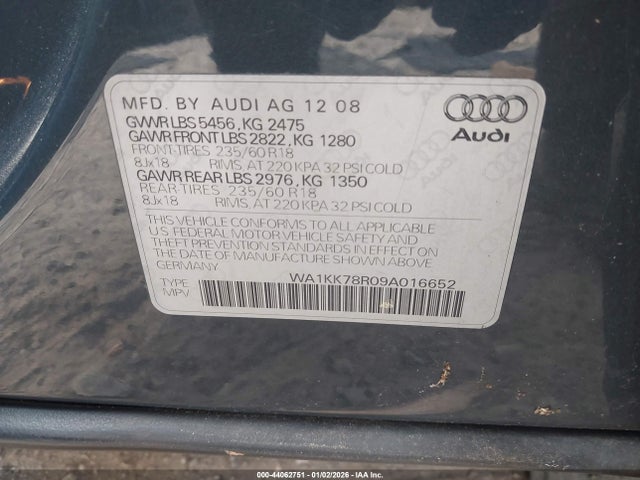 MFD. BY AUDI AG 12 08
GVWR LBS 5456, KG 2475
GAWR FRONT LBS 2822, KG 1280
FRONT-TIRES 235/60 R18
8Jx18 RIMS, AT 220 KPA 32 PSI COLD
GAWR REAR LBS 2976, KG 1350
REAR-TIRES 235/60 R18
8Jx18 RIMS, AT 220 KPA 32 PSI COLD
THIS VEHICLE CONFORMS TO ALL APPLICABLE
U.S. FEDERAL MOTOR VEHICLE SAFETY AND
THEFT PREVENTION STANDARDS IN EFFECT ON
THE DATE OF MANUFACTURE SHOWN ABOVE.
GERMANY
TYPE: WA1KK78R09A016652
MPV
Audi
000-44062751 - 01/02/2026 - IAA Inc.